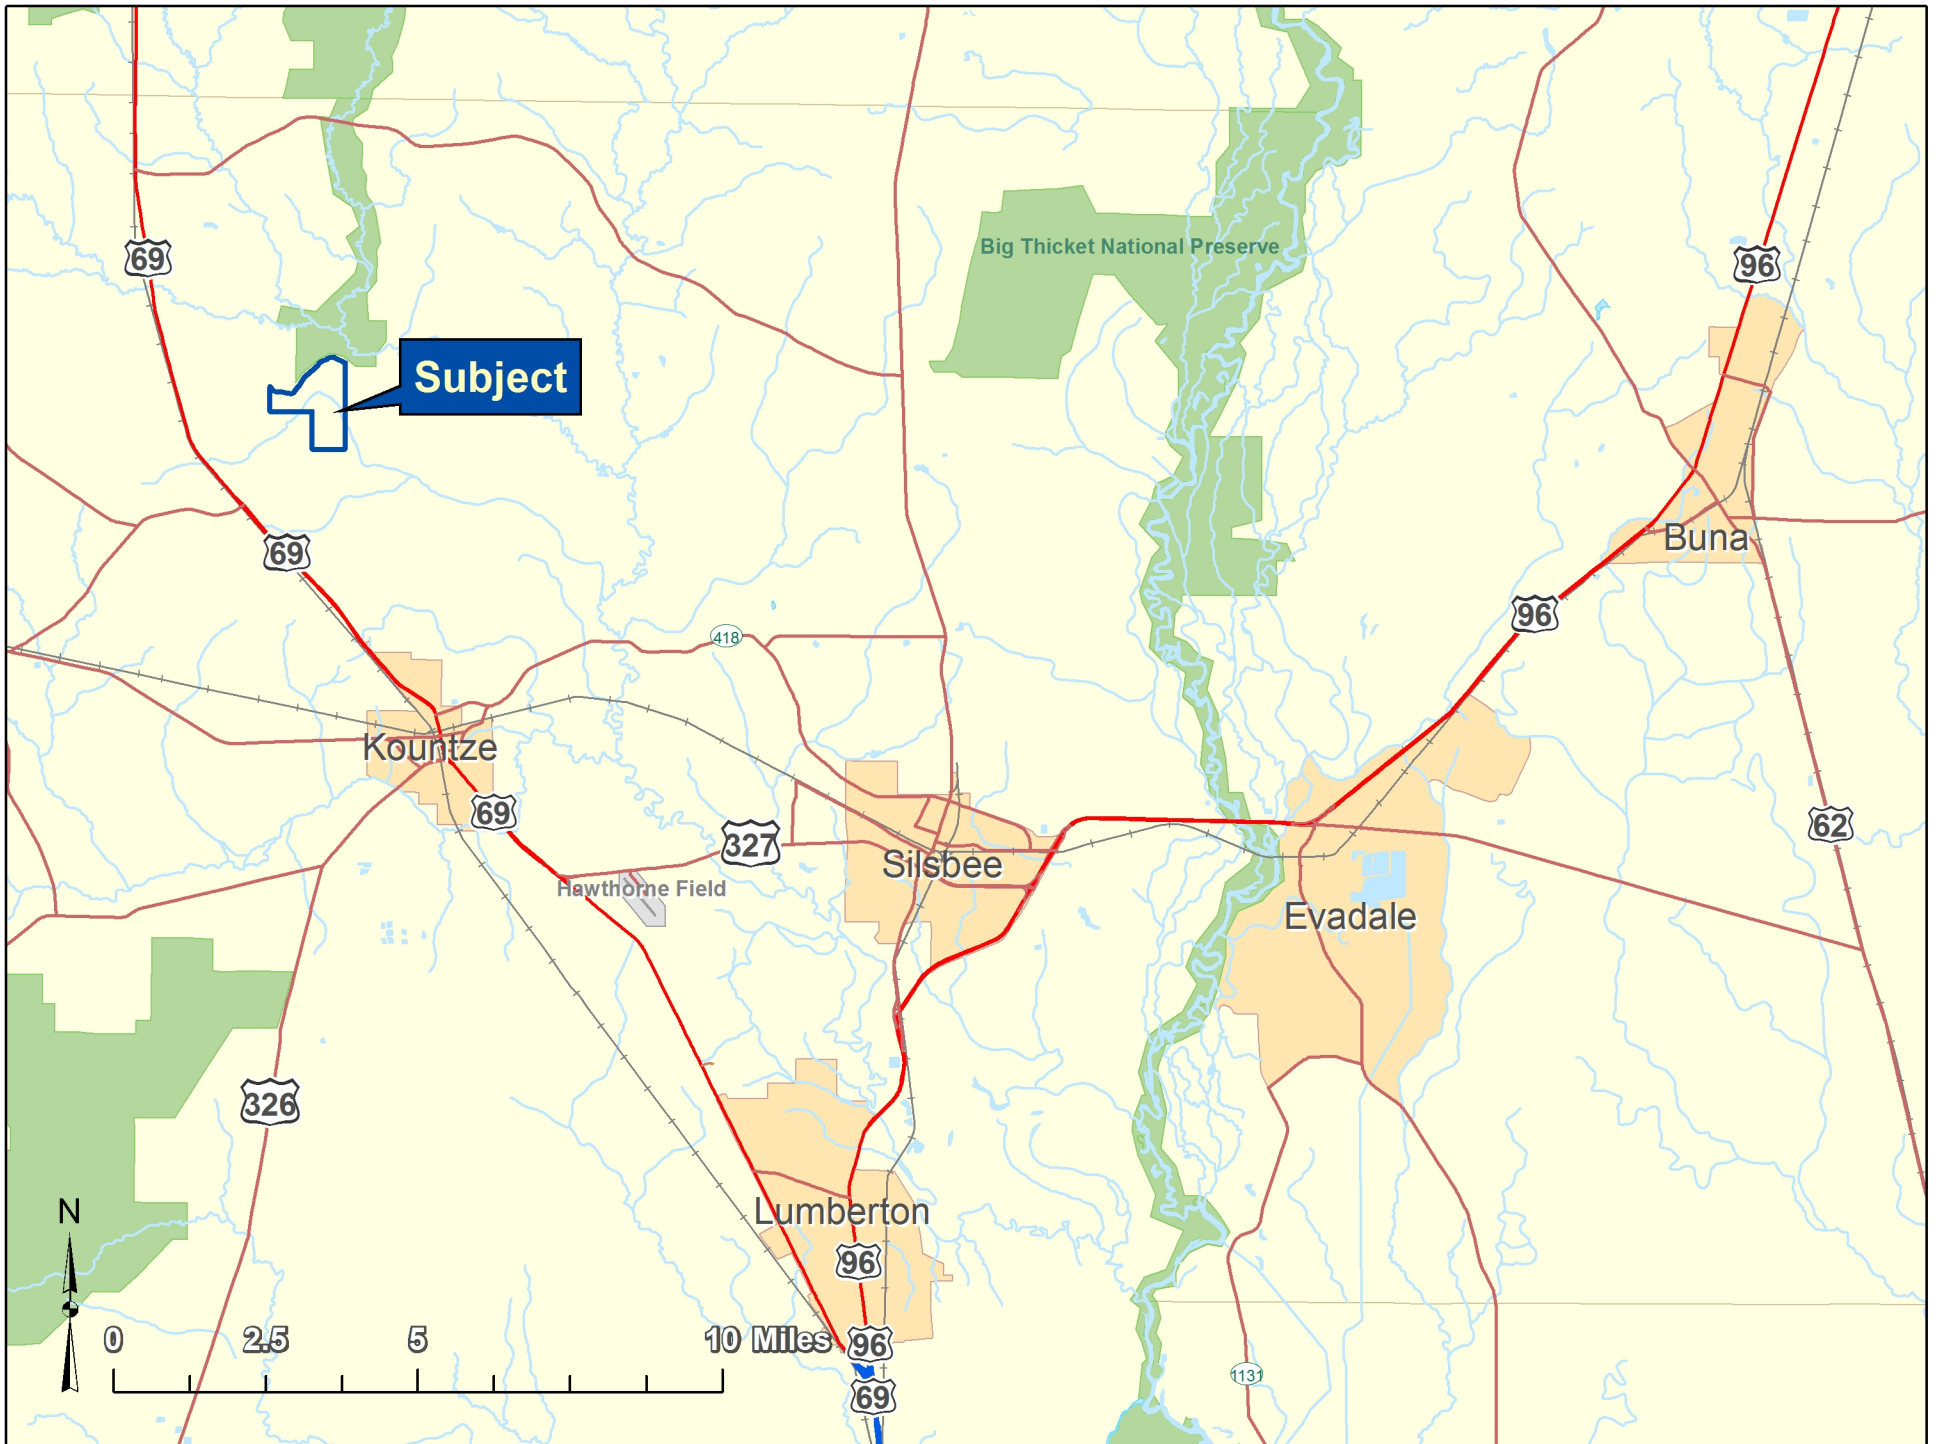 Big Thicket National Preserve
69
96
Subject
69
Buna
96
418
Kountze
69
327
Silsbee
62
Hawthorne Field
Evadale
326
Lumberton
N
96
0 2.5 5 10 Miles
96
1131
69